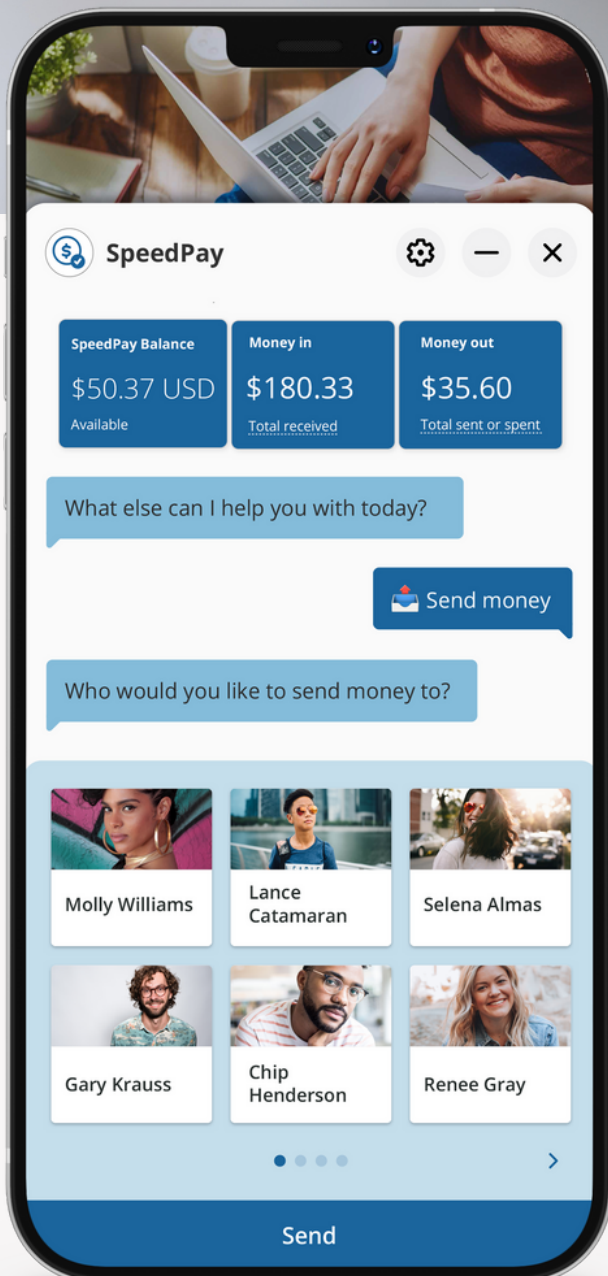 SpeedPay
SpeedPay Balance
$50.37 USD
Available
Money in
$180.33
Total received
Money out
$35.60
Total sent or spent
What else can I help you with today?
Send money
Who would you like to send money to?
Molly Williams
Lance
Catamaran
Selena Almas
Gary Krauss
Chip
Henderson
Renee Gray
Send